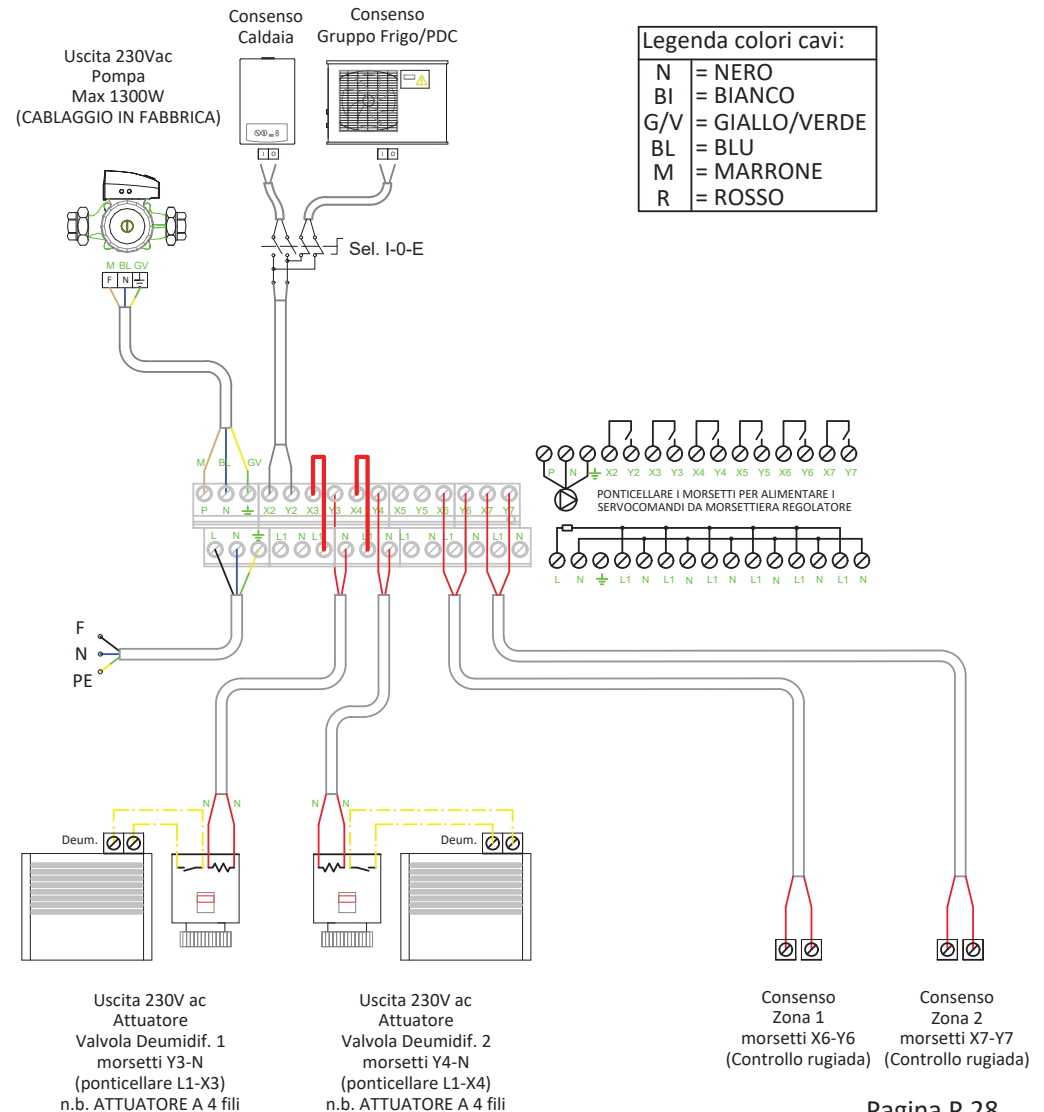 Consenso
Caldaia
Consenso
Gruppo Frigo/PDC
Uscita 230Vac
Pompa
Max 1300W
(CABLAGGIO IN FABBRICA)
Legenda colori cavi:
N = NERO
BI = BIANCO
G/V = GIALLO/VERDE
BL = BLU
M = MARRONE
R = ROSSO
I O
I O
Sel. I-0-E
M BL GV
F N
M BL GV
P N X2 Y2 X3 Y3 X4 Y4 X5 Y5 X6 Y6 X7 Y7
L N L1 N L1 N L1 N L1 N L1 N L1 N
P N X2 Y2 X3 Y3 X4 Y4 X5 Y5 X6 Y6 X7 Y7
PONTICELLARE I MORSETTI PER ALIMENTARE I
SERVOCOMANDI DA MORSETTIERA REGOLATORE
L N L1 N L1 N L1 N L1 N L1 N L1 N
F
N
PE
N N
N N
Deum.
Deum.
Uscita 230V ac
Attuatore
Valvola Deumidif. 1
morsetti Y3-N
(ponticellare L1-X3)
n.b. ATTUATORE A 4 fili
Uscita 230V ac
Attuatore
Valvola Deumidif. 2
morsetti Y4-N
(ponticellare L1-X4)
n.b. ATTUATORE A 4 fili
Consenso
Zona 1
morsetti X6-Y6
(Controllo rugiada)
Consenso
Zona 2
morsetti X7-Y7
(Controllo rugiada)
Pagina P.28